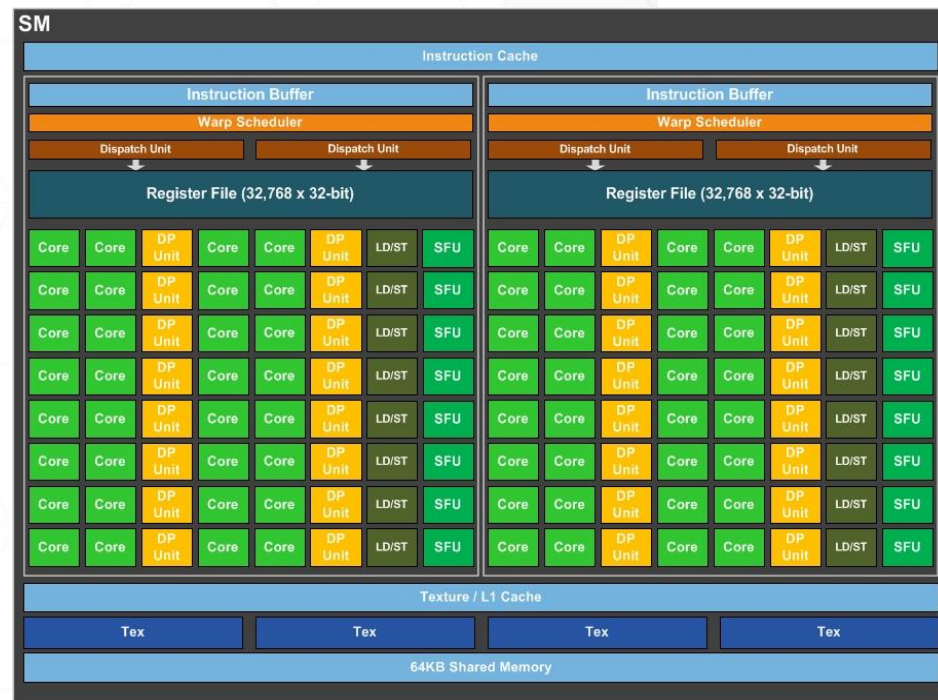 SM
Instruction Cache
Instruction Buffer Instruction Buffer
Warp Scheduler Warp Scheduler
Dispatch Unit Dispatch Unit Dispatch Unit Dispatch Unit
Register File (32,768 x 32-bit) Register File (32,768 x 32-bit)
Core Core DP Unit Core Core DP Unit LD/ST SFU Core Core DP Unit Core Core DP Unit LD/ST SFU
Core Core DP Unit Core Core DP Unit LD/ST SFU Core Core DP Unit Core Core DP Unit LD/ST SFU
Core Core DP Unit Core Core DP Unit LD/ST SFU Core Core DP Unit Core Core DP Unit LD/ST SFU
Core Core DP Unit Core Core DP Unit LD/ST SFU Core Core DP Unit Core Core DP Unit LD/ST SFU
Core Core DP Unit Core Core DP Unit LD/ST SFU Core Core DP Unit Core Core DP Unit LD/ST SFU
Core Core DP Unit Core Core DP Unit LD/ST SFU Core Core DP Unit Core Core DP Unit LD/ST SFU
Core Core DP Unit Core Core DP Unit LD/ST SFU Core Core DP Unit Core Core DP Unit LD/ST SFU
Core Core DP Unit Core Core DP Unit LD/ST SFU Core Core DP Unit Core Core DP Unit LD/ST SFU
Texture / L1 Cache
Tex Tex Tex Tex
64KB Shared Memory